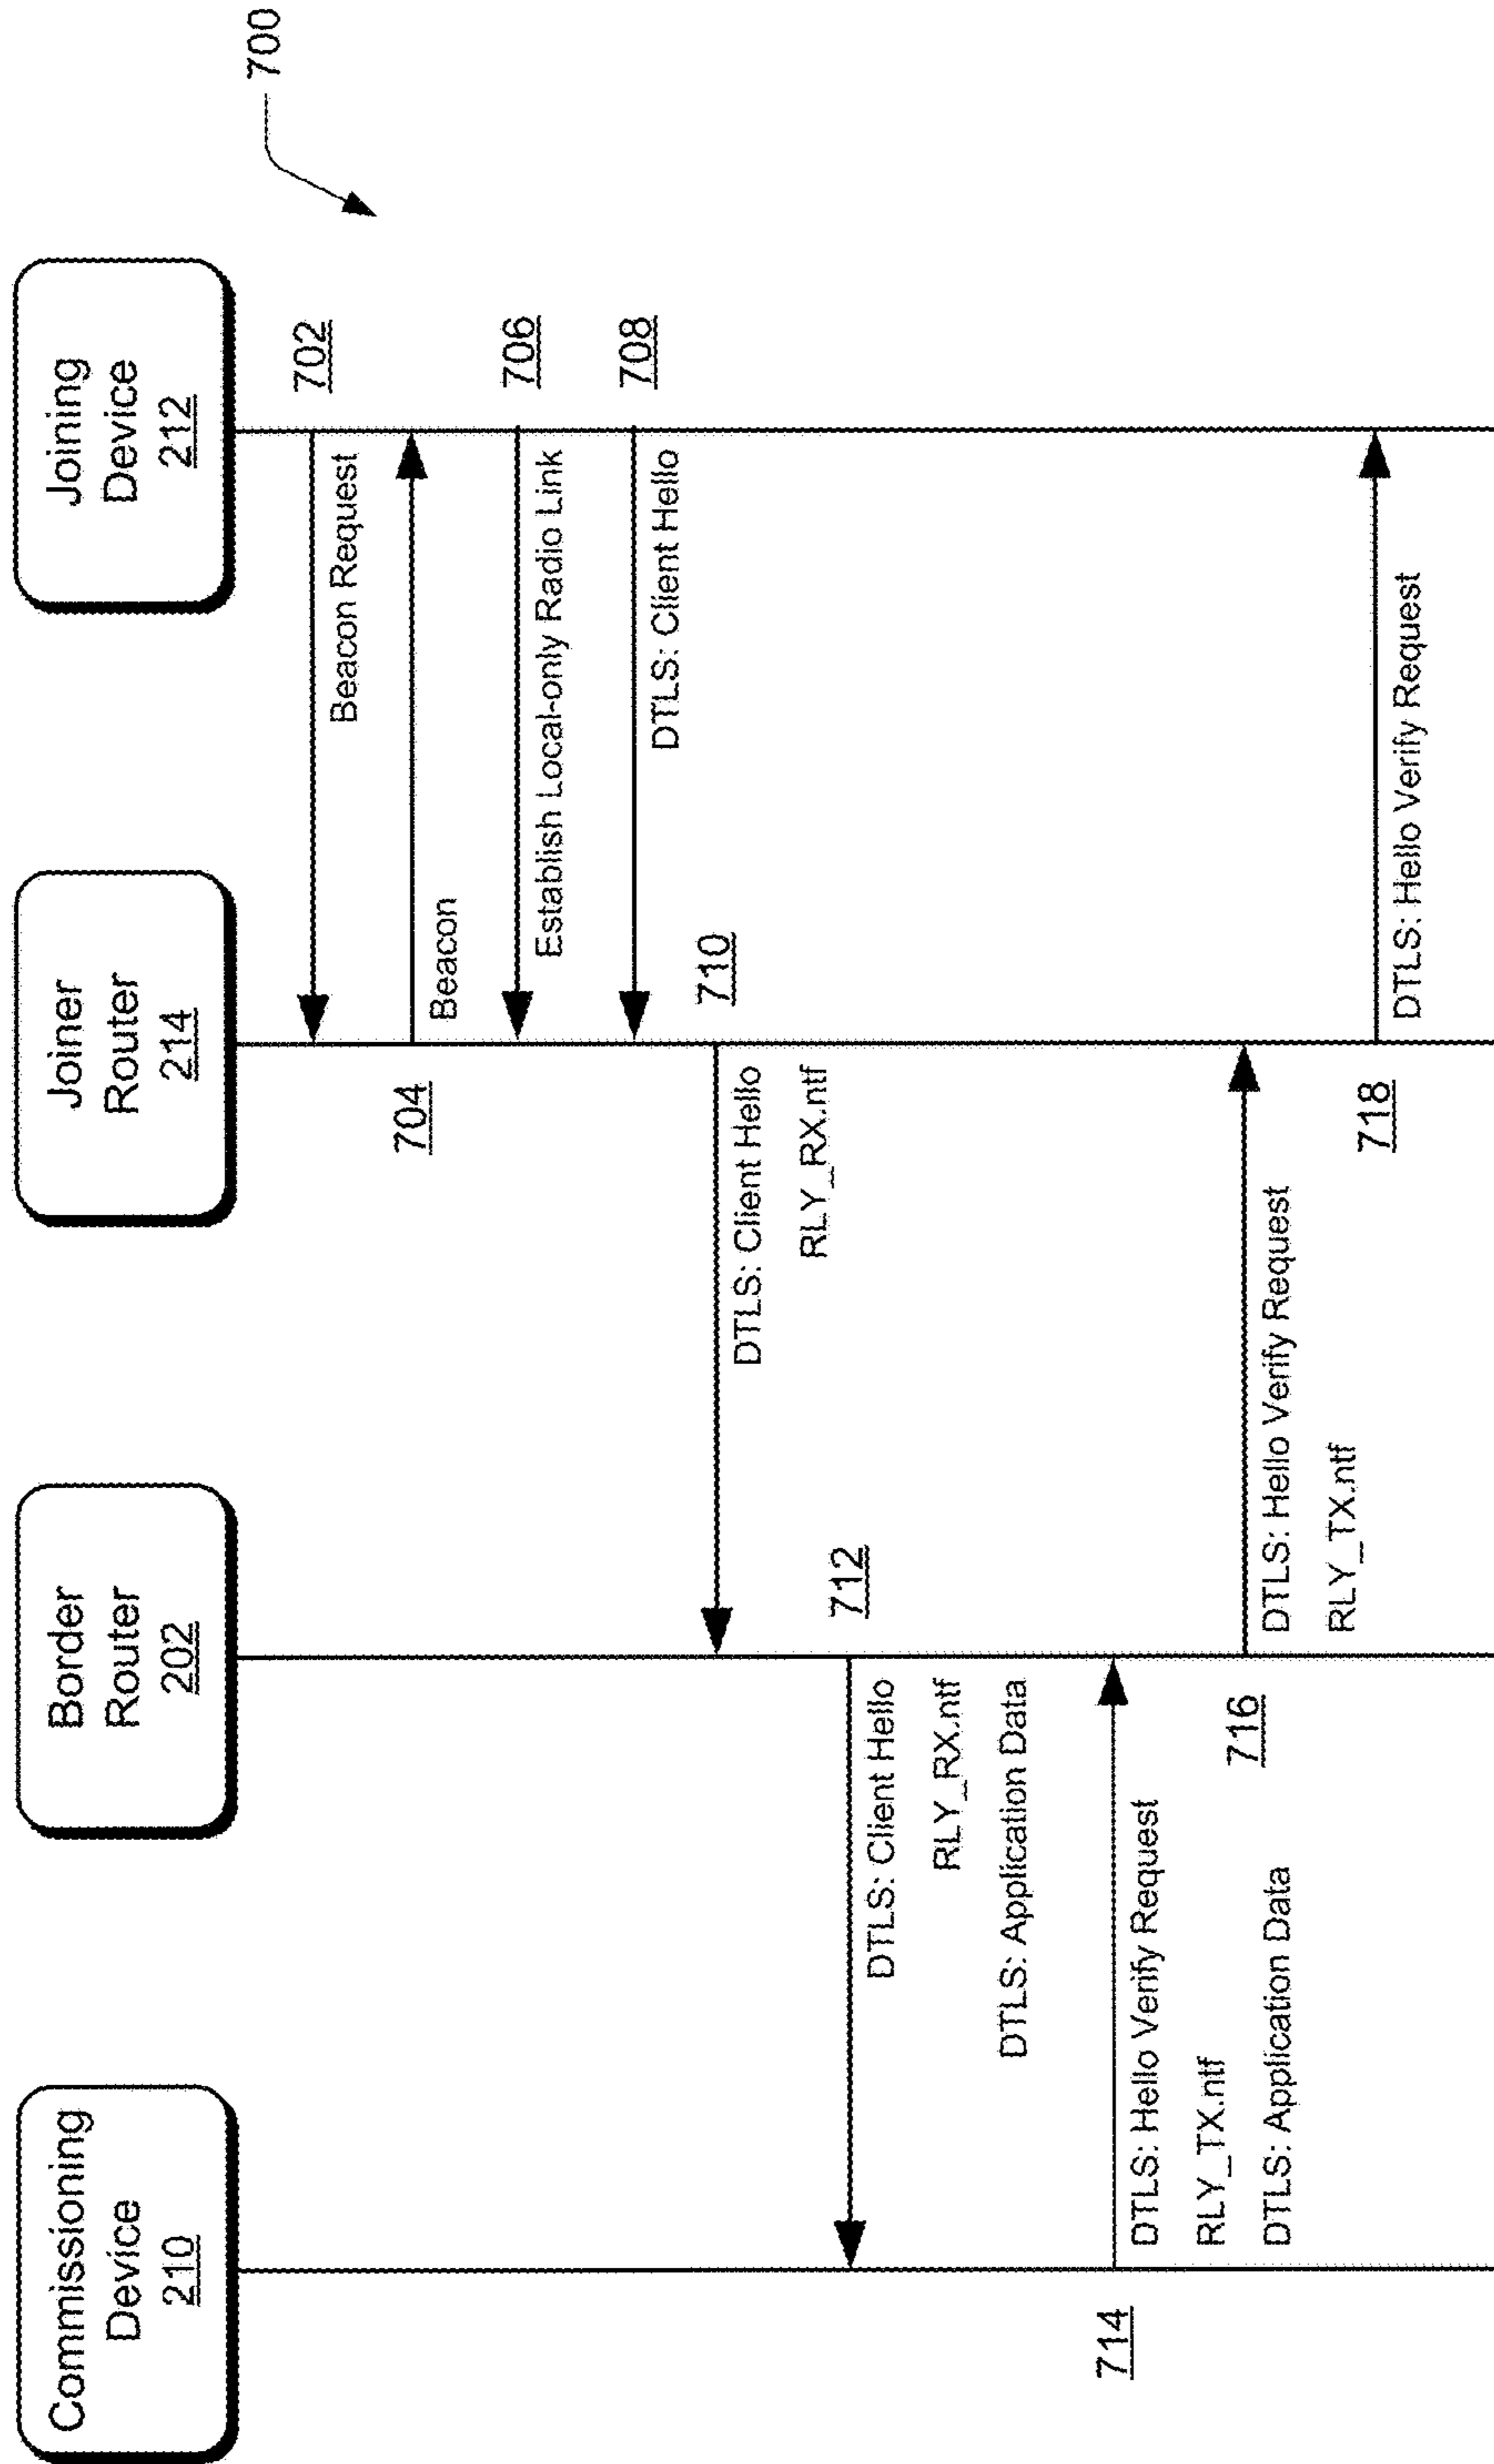 Commissioning
Device
210
Border
Router
202
Joiner
Router
214
Joining
Device
212
700
702
Beacon Request
704
Beacon
706
Establish Local-only Radio Link
708
DTLS: Client Hello
710
DTLS: Client Hello
RLY_RX.ntf
712
DTLS: Client Hello
RLY_RX.ntf
DTLS: Application Data
714
DTLS: Hello Verify Request
RLY_TX.ntf
DTLS: Application Data
716
DTLS: Hello Verify Request
RLY_TX.ntf
718
DTLS: Hello Verify Request